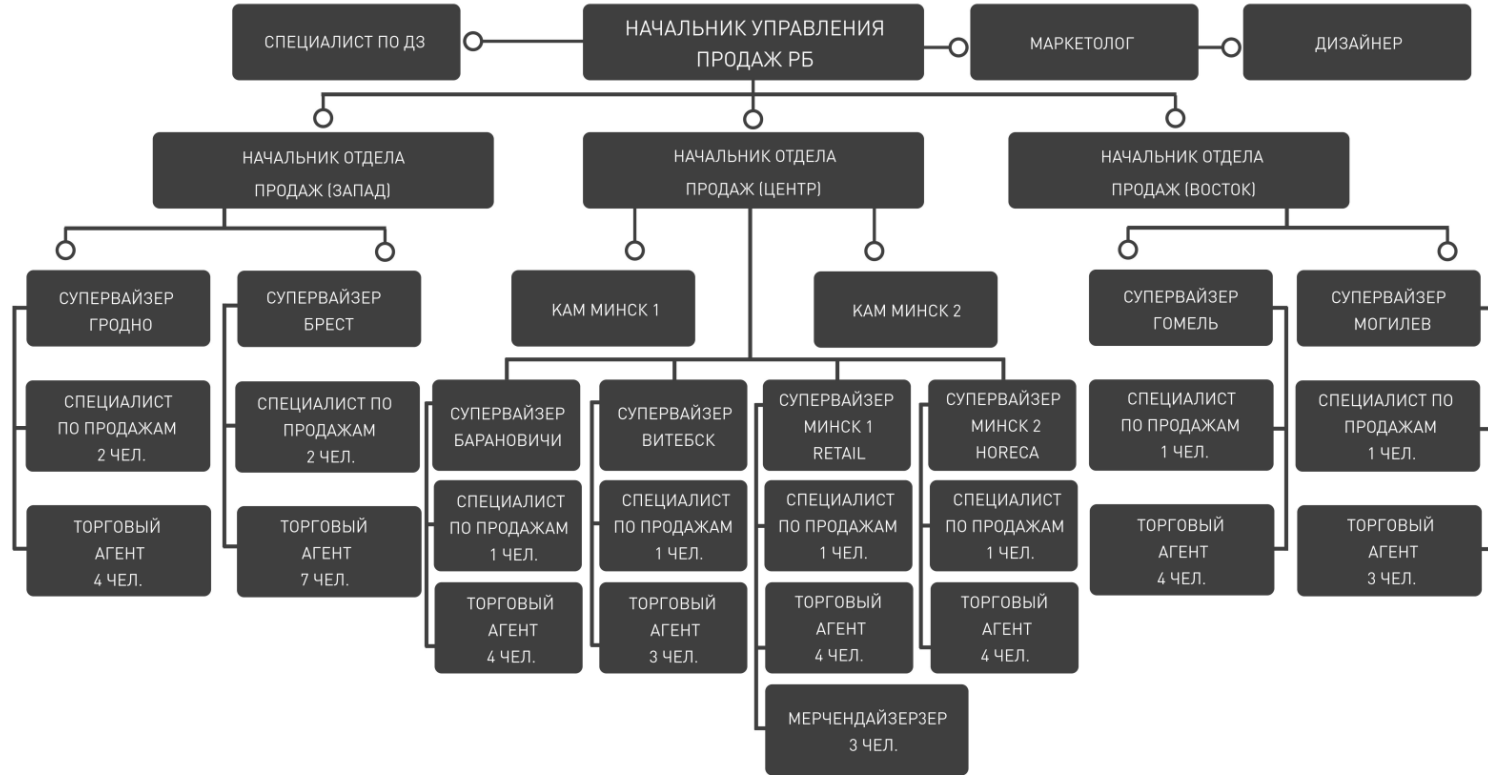 СПЕЦИАЛИСТ ПО ДЗ
НАЧАЛЬНИК УПРАВЛЕНИЯ
ПРОДАЖ РБ
МАРКЕТОЛОГ
ДИЗАЙНЕР
НАЧАЛЬНИК ОТДЕЛА
ПРОДАЖ (ЗАПАД)
НАЧАЛЬНИК ОТДЕЛА
ПРОДАЖ (ЦЕНТР)
НАЧАЛЬНИК ОТДЕЛА
ПРОДАЖ (ВОСТОК)
СУПЕРВАЙЗЕР
ГРОДНО
СПЕЦИАЛИСТ
ПО ПРОДАЖАМ
2 ЧЕЛ.
ТОРГОВЫЙ
АГЕНТ
4 ЧЕЛ.
СУПЕРВАЙЗЕР
БРЕСТ
СПЕЦИАЛИСТ ПО
ПРОДАЖАМ
2 ЧЕЛ.
ТОРГОВЫЙ
АГЕНТ
7 ЧЕЛ.
КАМ МИНСК 1
КАМ МИНСК 2
СУПЕРВАЙЗЕР
БАРАНОВИЧИ
СПЕЦИАЛИСТ
ПО ПРОДАЖАМ
1 ЧЕЛ.
ТОРГОВЫЙ
АГЕНТ
4 ЧЕЛ.
СУПЕРВАЙЗЕР
ВИТЕБСК
СПЕЦИАЛИСТ
ПО ПРОДАЖАМ
1 ЧЕЛ.
ТОРГОВЫЙ
АГЕНТ
3 ЧЕЛ.
СУПЕРВАЙЗЕР
МИНСК 1
RETAIL
СПЕЦИАЛИСТ
ПО ПРОДАЖАМ
1 ЧЕЛ.
ТОРГОВЫЙ
АГЕНТ
4 ЧЕЛ.
МЕРЧЕНДАЙЗЕРЗЕР
3 ЧЕЛ.
СУПЕРВАЙЗЕР
МИНСК 2
HORECA
СПЕЦИАЛИСТ
ПО ПРОДАЖАМ
1 ЧЕЛ.
ТОРГОВЫЙ
АГЕНТ
4 ЧЕЛ.
СУПЕРВАЙЗЕР
ГОМЕЛЬ
СПЕЦИАЛИСТ
ПО ПРОДАЖАМ
1 ЧЕЛ.
ТОРГОВЫЙ
АГЕНТ
4 ЧЕЛ.
СУПЕРВАЙЗЕР
МОГИЛЕВ
СПЕЦИАЛИСТ ПО
ПРОДАЖАМ
1 ЧЕЛ.
ТОРГОВЫЙ
АГЕНТ
3 ЧЕЛ.